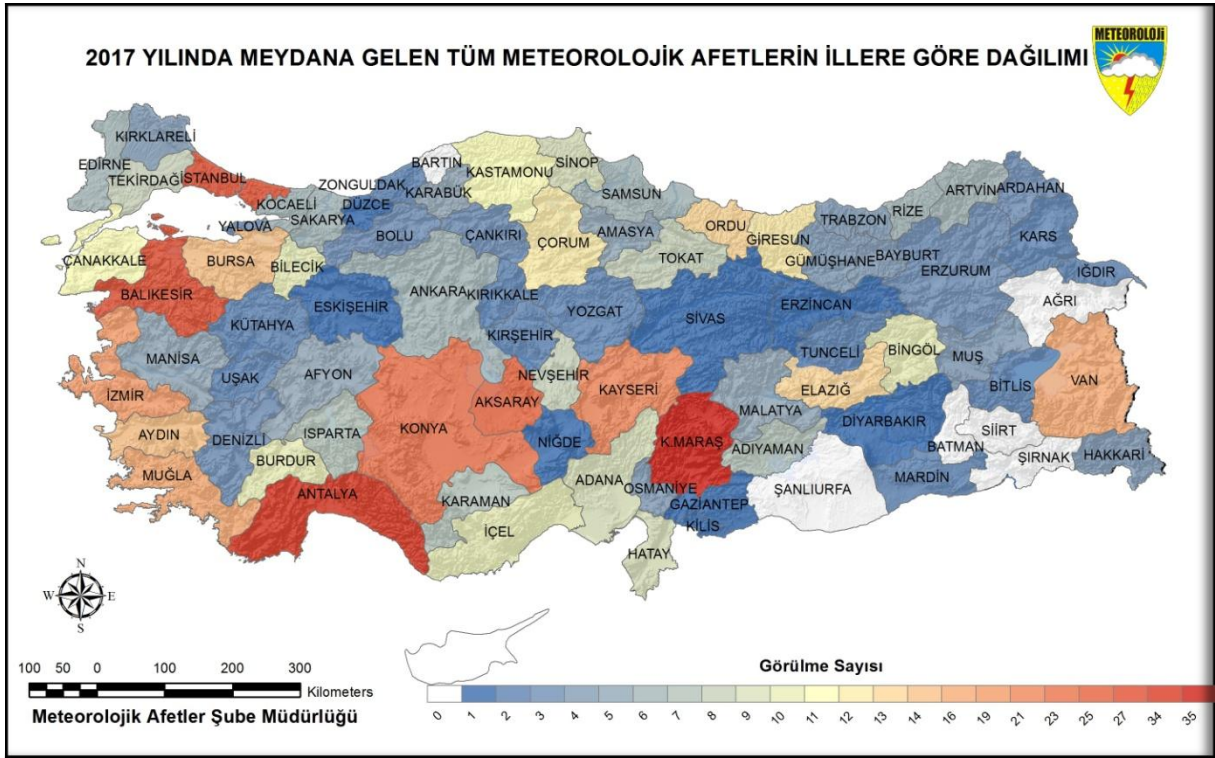 METEOROLOJİ
2017 YILINDA MEYDANA GELEN TÜM METEOROLOJİK AFETLERİN İLLERE GÖRE DAĞILIMI
KIRKLARELİ
EDİRNE
TEKİRDAĞ
İSTANBUL
KOCAELİ
YALOVA
SAKARYA
ZONGULDAK
DÜZCE
BARTIN
KARABÜK
KASTAMONU
SİNOP
SAMSUN
ORDU
GİRESUN
TRABZON
RİZE
ARTVİN
ARDAHAN
ÇANAKKALE
BURSA
BİLECİK
BOLU
ÇANKIRI
ÇORUM
AMASYA
TOKAT
GÜMÜŞHANE
BAYBURT
ERZURUM
KARS
IĞDIR
BALIKESİR
KÜTAHYA
ESKİŞEHİR
ANKARA
KIRIKKALE
YOZGAT
SİVAS
ERZİNCAN
AĞRI
MANİSA
UŞAK
AFYON
KIRŞEHİR
NEVŞEHİR
KAYSERİ
TUNCELİ
BİNGÖL
MUŞ
BİTLİS
VAN
İZMİR
AYDIN
DENİZLİ
ISPARTA
KONYA
AKSARAY
NİĞDE
K.MARAŞ
MALATYA
ELAZIĞ
DİYARBAKIR
BATMAN
SİİRT
ŞIRNAK
HAKKARİ
MUĞLA
BURDUR
ANTALYA
KARAMAN
İÇEL
ADANA
OSMANİYE
GAZİANTEP
KİLİS
HATAY
ADIYAMAN
ŞANLIURFA
MARDİN
N
W
E
S
100 50 0 100 200 300
Kilometers
Meteorolojik Afetler Şube Müdürlüğü
Görülme Sayısı
0 1 2 3 4 5 6 7 8 9 10 11 12 13 14 16 19 21 23 25 27 34 35